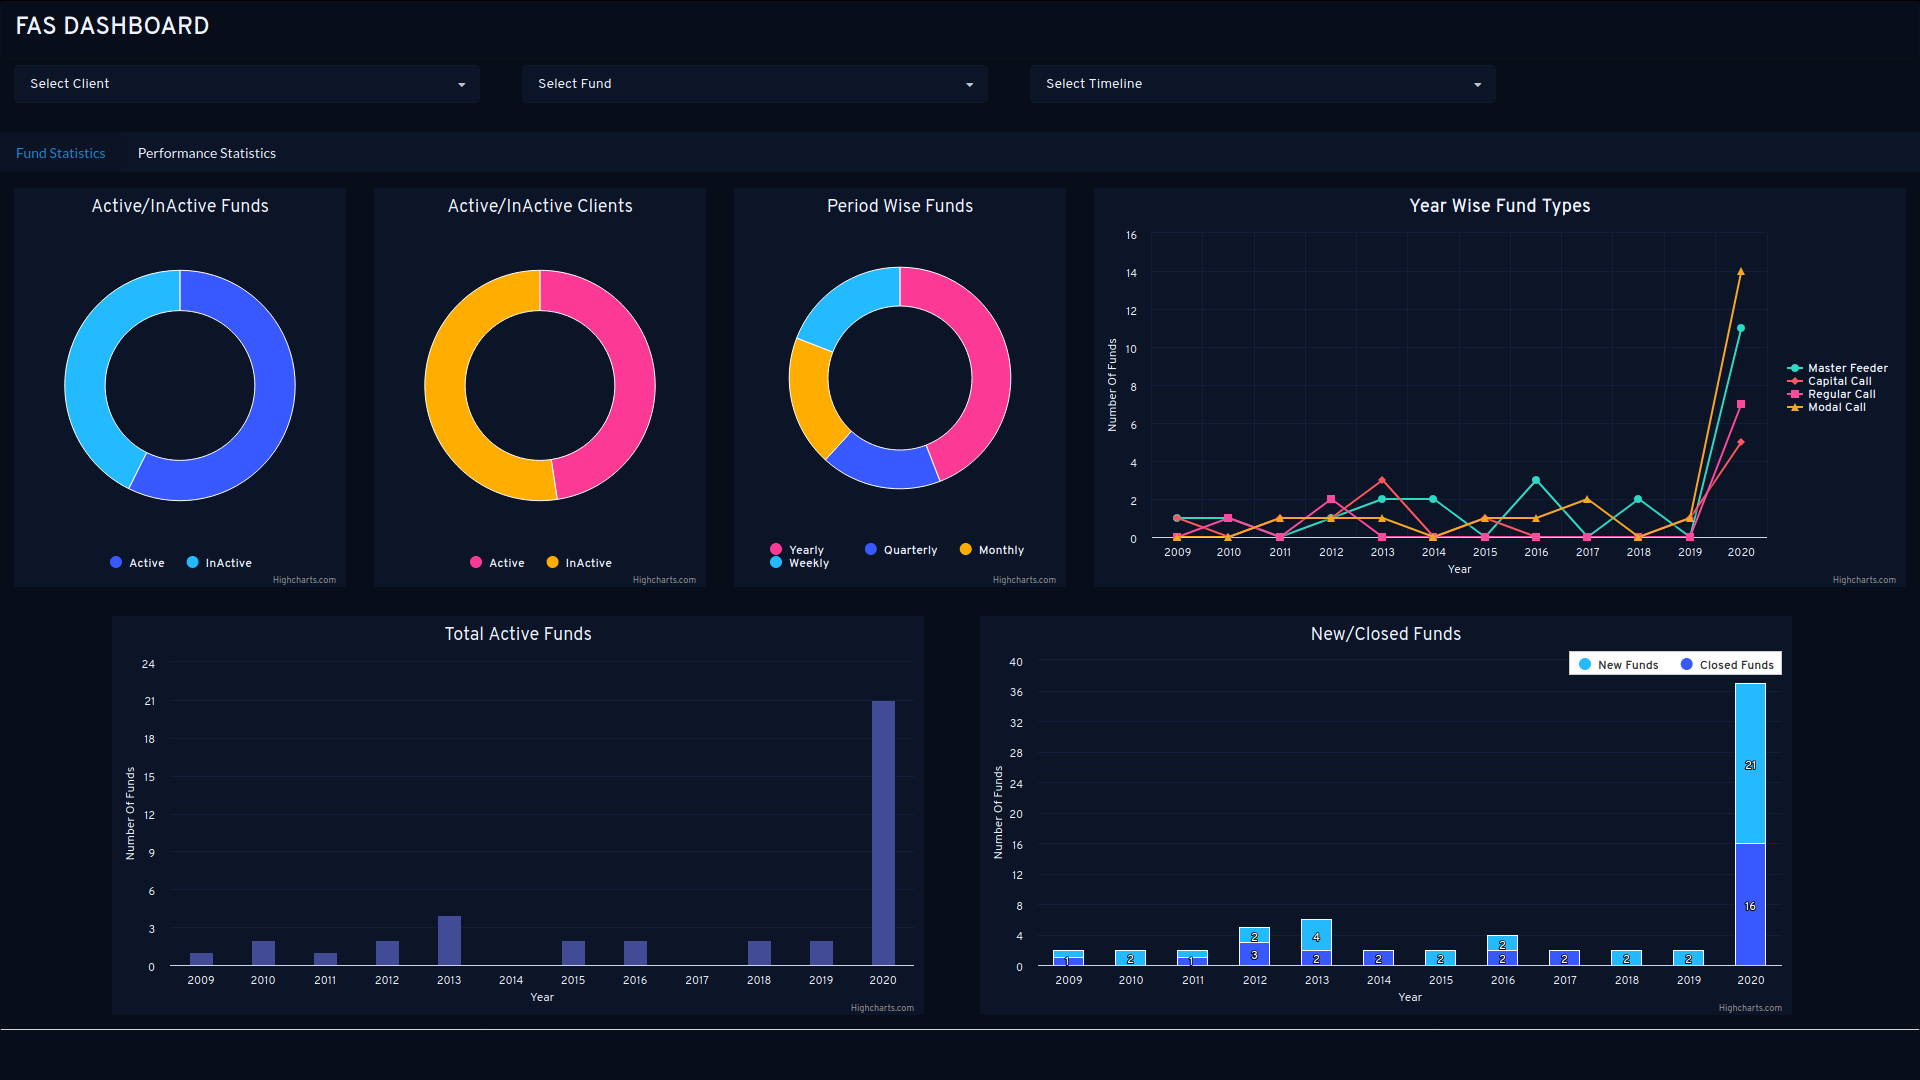 FAS DASHBOARD
Select Client
Select Fund
Select Timeline
Fund Statistics
Performance Statistics
Active/InActive Funds
Active
InActive
Highcharts.com
Active/InActive Clients
Active
InActive
Highcharts.com
Period Wise Funds
Yearly
Quarterly
Monthly
Weekly
Highcharts.com
Year Wise Fund Types
Number Of Funds
16
14
12
10
8
6
4
2
0
2009 2010 2011 2012 2013 2014 2015 2016 2017 2018 2019 2020
Year
Master Feeder
Capital Call
Regular Call
Modal Call
Highcharts.com
Total Active Funds
Number Of Funds
24
21
18
15
12
9
6
3
0
2009 2010 2011 2012 2013 2014 2015 2016 2017 2018 2019 2020
Year
Highcharts.com
New/Closed Funds
New Funds
Closed Funds
Number Of Funds
40
36
32
28
24
20
16
12
8
4
0
21
16
2 4 2
1 2 1 3 2 2 2 2 2 2 2
2009 2010 2011 2012 2013 2014 2015 2016 2017 2018 2019 2020
Year
Highcharts.com